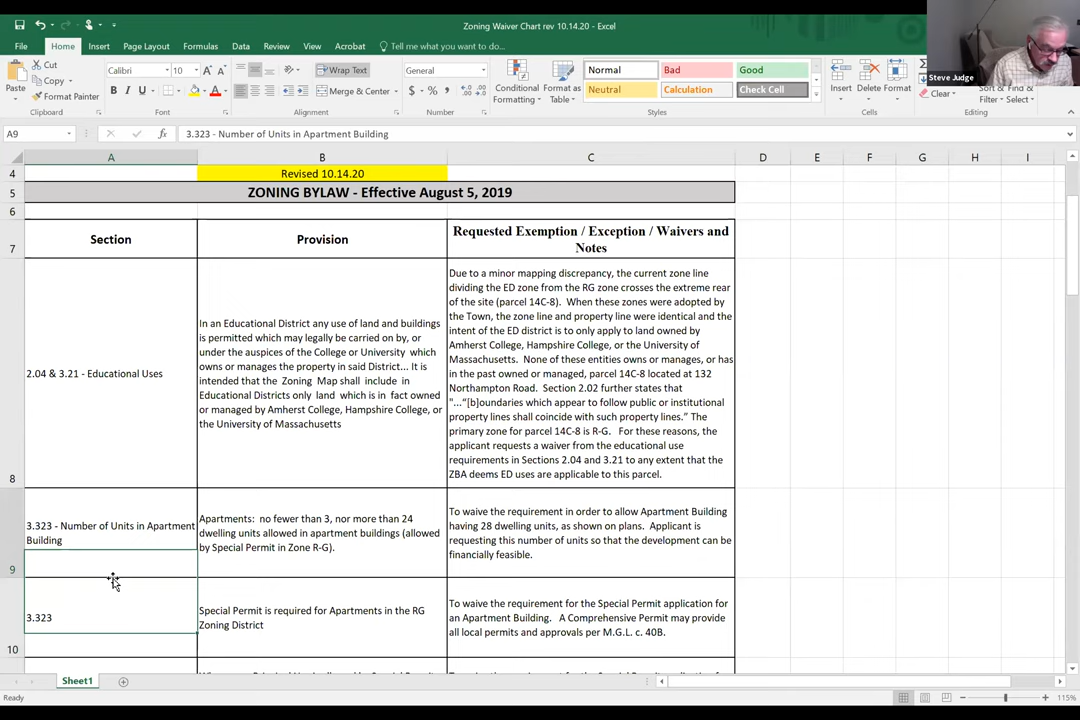 Zoning Waiver Chart rev 10.14.20 - Excel
File Home Insert Page Layout Formulas Data Review View Acrobat Tell me what you want to do...
Steve Judge
Paste
Cut
Copy
Format Painter
Clipboard
Calibri 10
B I U
Font
Wrap Text
Merge & Center
Alignment
General
$ % ,
Number
Conditional Formatting
Format as Table
Normal Bad Good
Neutral Calculation Check Cell
Styles
Insert Delete Format
Cells
Clear
Sort & Find &
Filter Select
Editing
A9 fx 3.323 - Number of Units in Apartment Building
A B C D E F G H I
4 Revised 10.14.20
5 ZONING BYLAW - Effective August 5, 2019
6
7 Section Provision Requested Exemption / Exception / Waivers and
Notes
2.04 & 3.21 - Educational Uses
In an Educational District any use of land and buildings
is permitted which may legally be carried on by, or
under the auspices of the College or University which
owns or manages the property in said District... It is
intended that the Zoning Map shall include in
Educational Districts only land which is in fact owned
or managed by Amherst College, Hampshire College, or
the University of Massachusetts
Due to a minor mapping discrepancy, the current zone line
dividing the ED zone from the RG zone crosses the extreme rear
of the site (parcel 14C-8). When these zones were adopted by
the Town, the zone line and property line were identical and the
intent of the ED district is to only apply to land owned by
Amherst College, Hampshire College, or the University of
Massachusetts. None of these entities owns or manages, or has
in the past owned or managed, parcel 14C-8 located at 132
Northampton Road. Section 2.02 further states that
"...“[b]oundaries which appear to follow public or institutional
property lines shall coincide with such property lines.” The
primary zone for parcel 14C-8 is R-G. For these reasons, the
applicant requests a waiver from the educational use
requirements in Sections 2.04 and 3.21 to any extent that the
ZBA deems ED uses are applicable to this parcel.
8
3.323 - Number of Units in Apartment
Building
Apartments: no fewer than 3, nor more than 24
dwelling units allowed in apartment buildings (allowed
by Special Permit in Zone R-G).
To waive the requirement in order to allow Apartment Building
having 28 dwelling units, as shown on plans. Applicant is
requesting this number of units so that the development can be
financially feasible.
9
3.323
Special Permit is required for Apartments in the RG
Zoning District
To waive the requirement for the Special Permit application for
an Apartment Building. A Comprehensive Permit may provide
all local permits and approvals per M.G.L. c. 40B.
10
Sheet1
Ready
115%